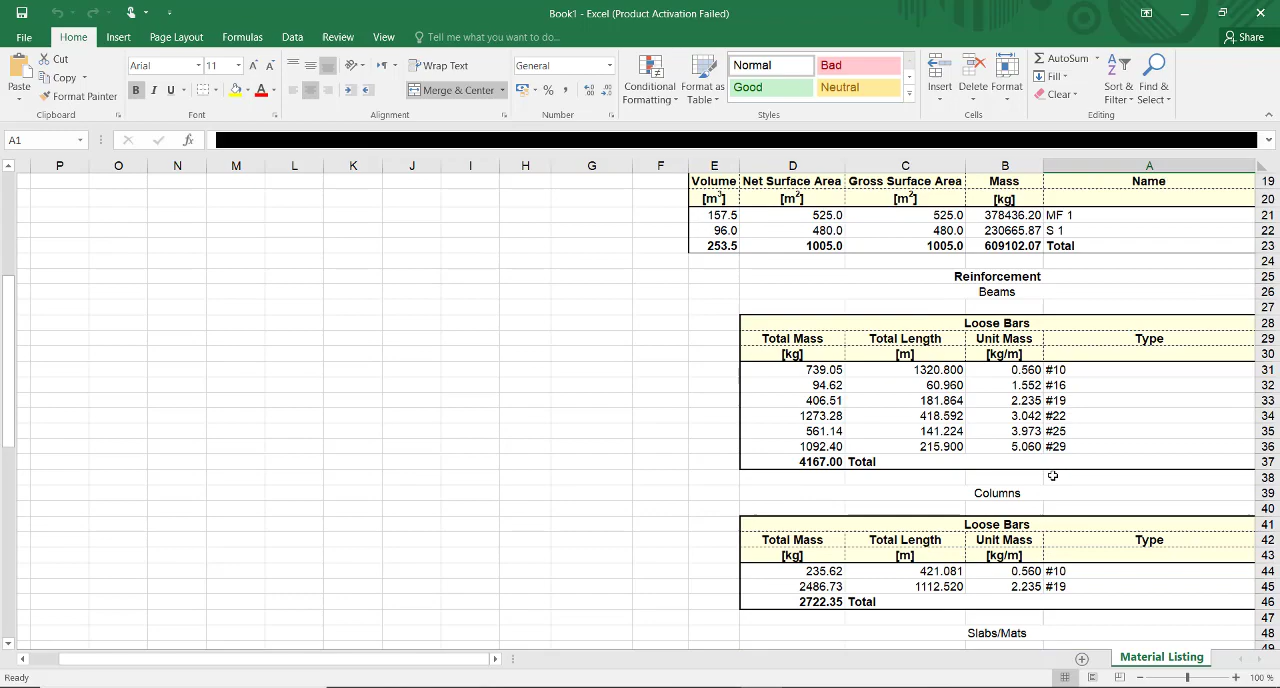 Book1 - Excel (Product Activation Failed)
File Home Insert Page Layout Formulas Data Review View Tell me what you want to do... Share
Paste
Cut
Copy
Format Painter
Clipboard
Arial 11
B I U
Font
Wrap Text
Merge & Center
Alignment
General
Number
Conditional Formatting
Format as Table
Normal Bad
Good Neutral
Styles
Insert Delete Format
Cells
AutoSum
Fill
Clear
Sort & Filter
Find & Select
Editing
A1
P O N M L K J I H G F E D C B A
Volume Net Surface Area Gross Surface Area Mass Name 19
[m3] [m2] [m2] [kg] 20
157.5 525.0 525.0 378436.20 MF 1 21
96.0 480.0 480.0 230665.87 S 1 22
253.5 1005.0 1005.0 609102.07 Total 23
24
Reinforcement 25
Beams 26
27
Loose Bars 28
Total Mass Total Length Unit Mass Type 29
[kg] [m] [kg/m] 30
739.05 1320.800 0.560 #10 31
94.62 60.960 1.552 #16 32
406.51 181.864 2.235 #19 33
1273.28 418.592 3.042 #22 34
561.14 141.224 3.973 #25 35
1092.40 215.900 5.060 #29 36
4167.00 Total 37
38
Columns 39
40
Loose Bars 41
Total Mass Total Length Unit Mass Type 42
[kg] [m] [kg/m] 43
235.62 421.081 0.560 #10 44
2486.73 1112.520 2.235 #19 45
2722.35 Total 46
47
Slabs/Mats 48
49
Material Listing
Ready 100 %